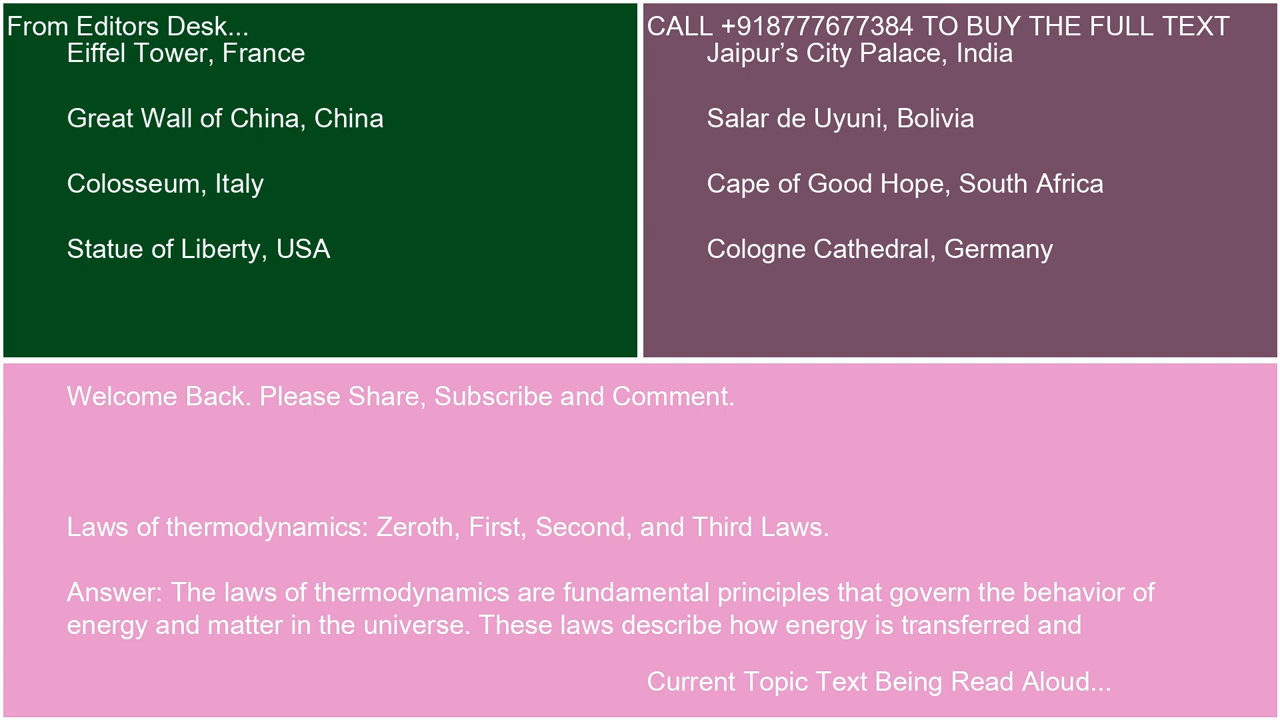 From Editors Desk...
Eiffel Tower, France
Great Wall of China, China
Colosseum, Italy
Statue of Liberty, USA
CALL +918777677384 TO BUY THE FULL TEXT
Jaipur’s City Palace, India
Salar de Uyuni, Bolivia
Cape of Good Hope, South Africa
Cologne Cathedral, Germany
Welcome Back. Please Share, Subscribe and Comment.
Laws of thermodynamics: Zeroth, First, Second, and Third Laws.
Answer: The laws of thermodynamics are fundamental principles that govern the behavior of
energy and matter in the universe. These laws describe how energy is transferred and
Current Topic Text Being Read Aloud...